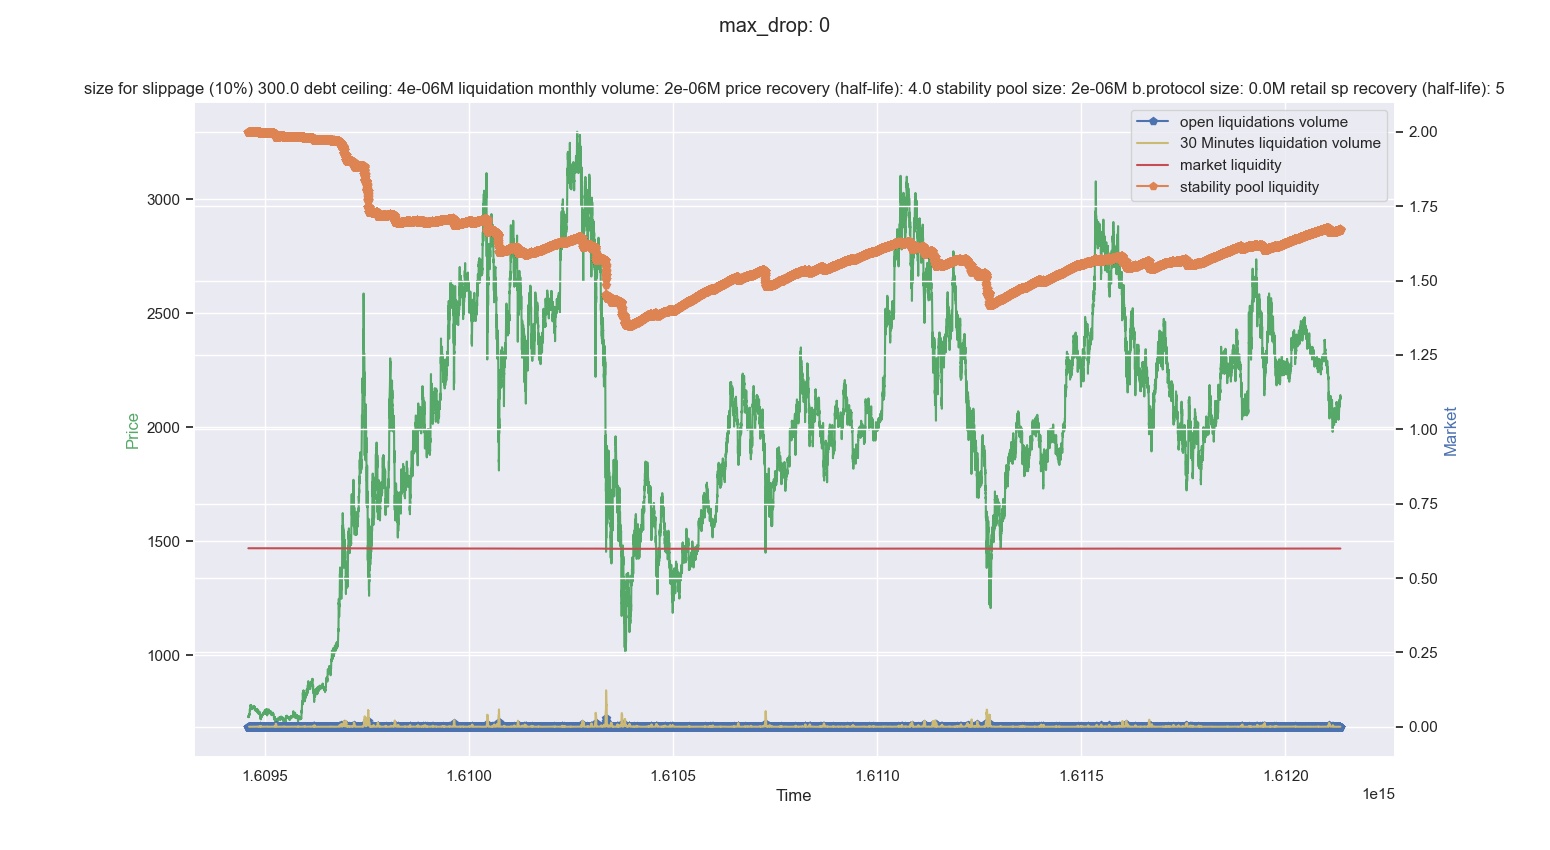 max_drop: 0
size for slippage (10%) 300.0 debt ceiling: 4e-06M liquidation monthly volume: 2e-06M price recovery (half-life): 4.0 stability pool size: 2e-06M b.protocol size: 0.0M retail sp recovery (half-life): 5
open liquidations volume
30 Minutes liquidation volume
market liquidity
stability pool liquidity
3000
2500
2000
1500
1000
Price
2.00
1.75
1.50
1.25
1.00
0.75
0.50
0.25
0.00
Market
1.6095 1.6100 1.6105 1.6110 1.6115 1.6120
Time
1e15